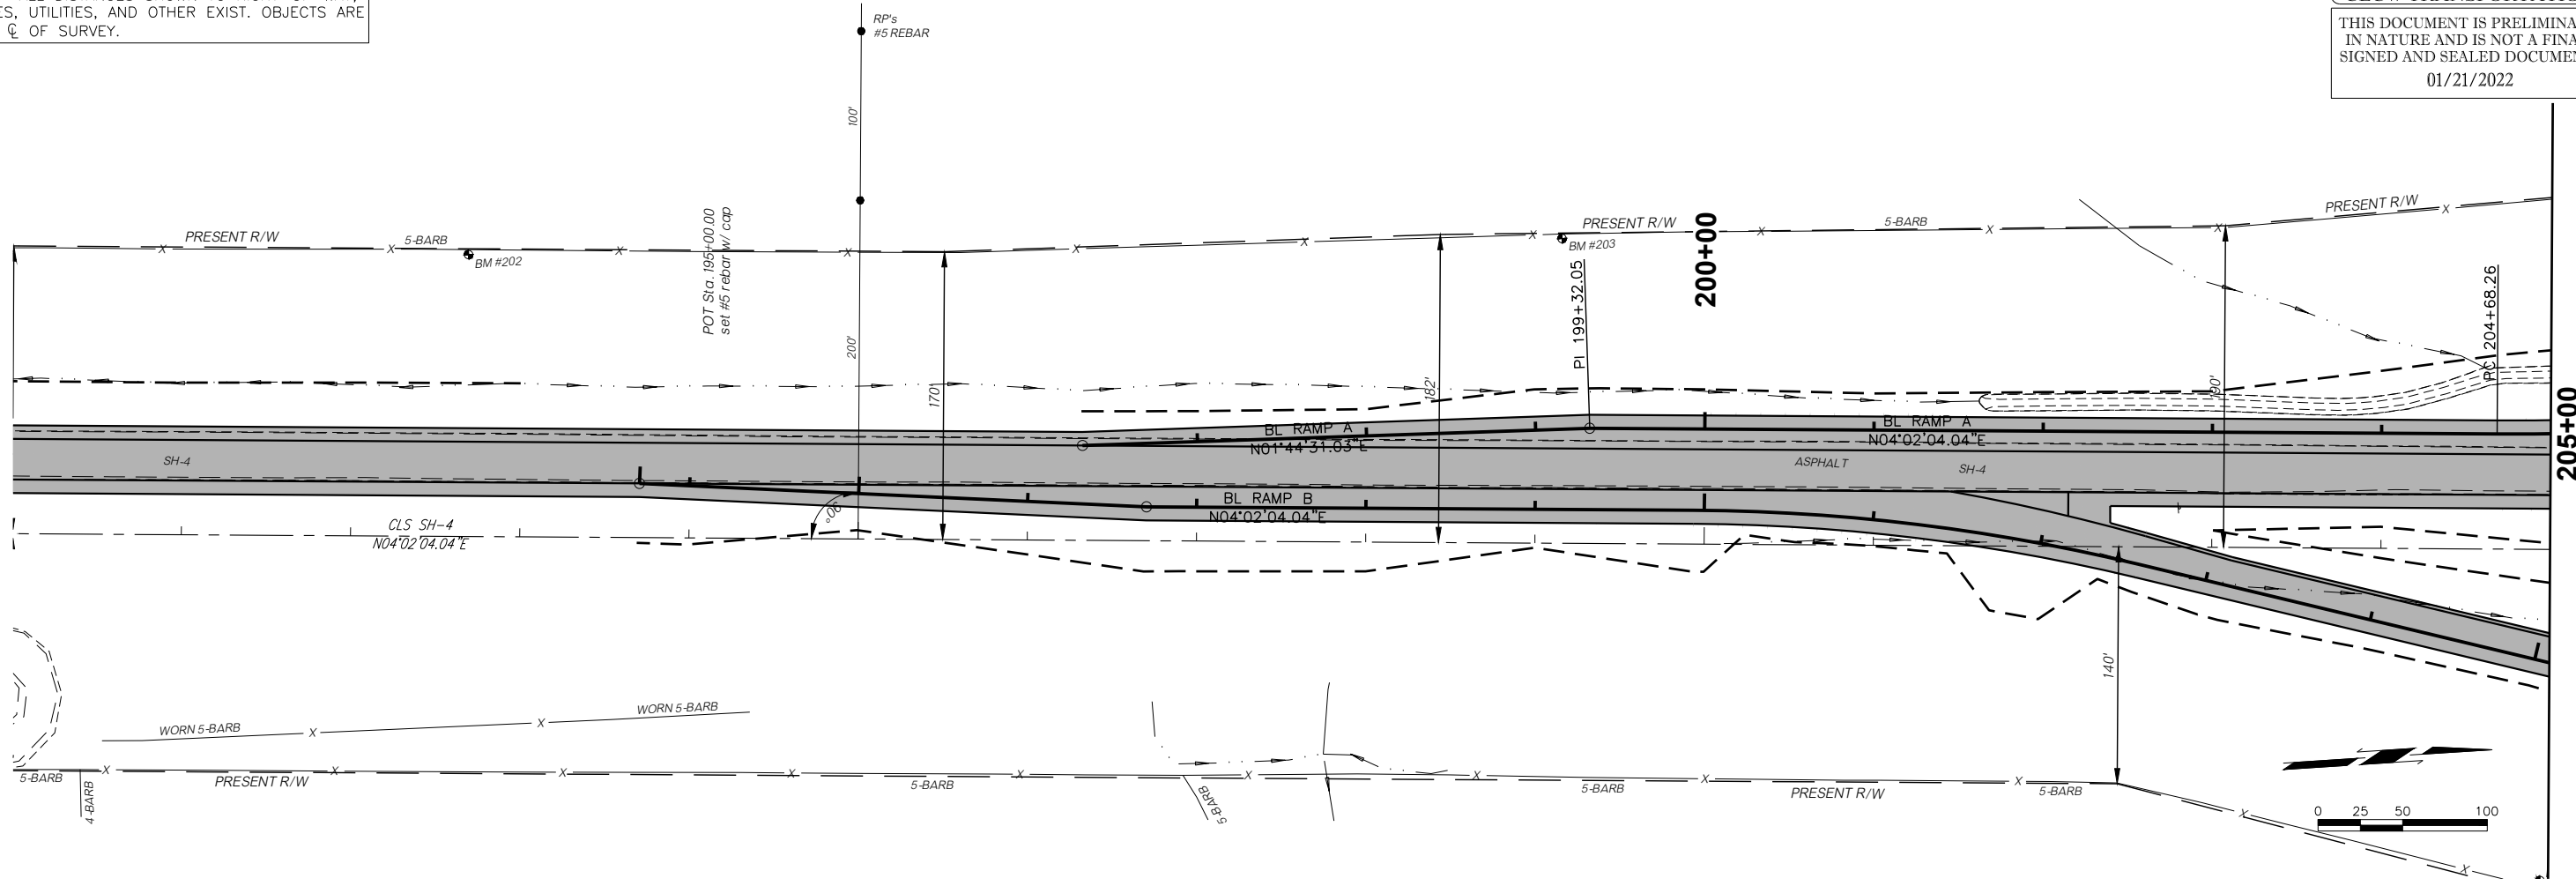 ES, UTILITIES, AND OTHER EXIST. OBJECTS ARE
℄ OF SURVEY.
THIS DOCUMENT IS PRELIMINA
IN NATURE AND IS NOT A FINA
SIGNED AND SEALED DOCUMEN
01/21/2022
RP's
#5 REBAR
100'
200'
PRESENT R/W
5-BARB
BM #202
POT Sta. 195+00.00
set #5 rebar w/ cap
170'
182'
BM #203
PRESENT R/W
PI 199+32.05
200+00
5-BARB
190'
PRESENT R/W
PC 204+68.26
205+00
SH-4
BL RAMP A
N01°44'31.03"E
BL RAMP A
N04°02'04.04"E
ASPHALT
SH-4
BL RAMP B
N04°02'04.04"E
90°
CLS SH-4
N04°02'04.04"E
140'
WORN 5-BARB
WORN 5-BARB
5-BARB
4-BARB
PRESENT R/W
5-BARB
5-BARB
5-BARB
PRESENT R/W
5-BARB
0 25 50 100